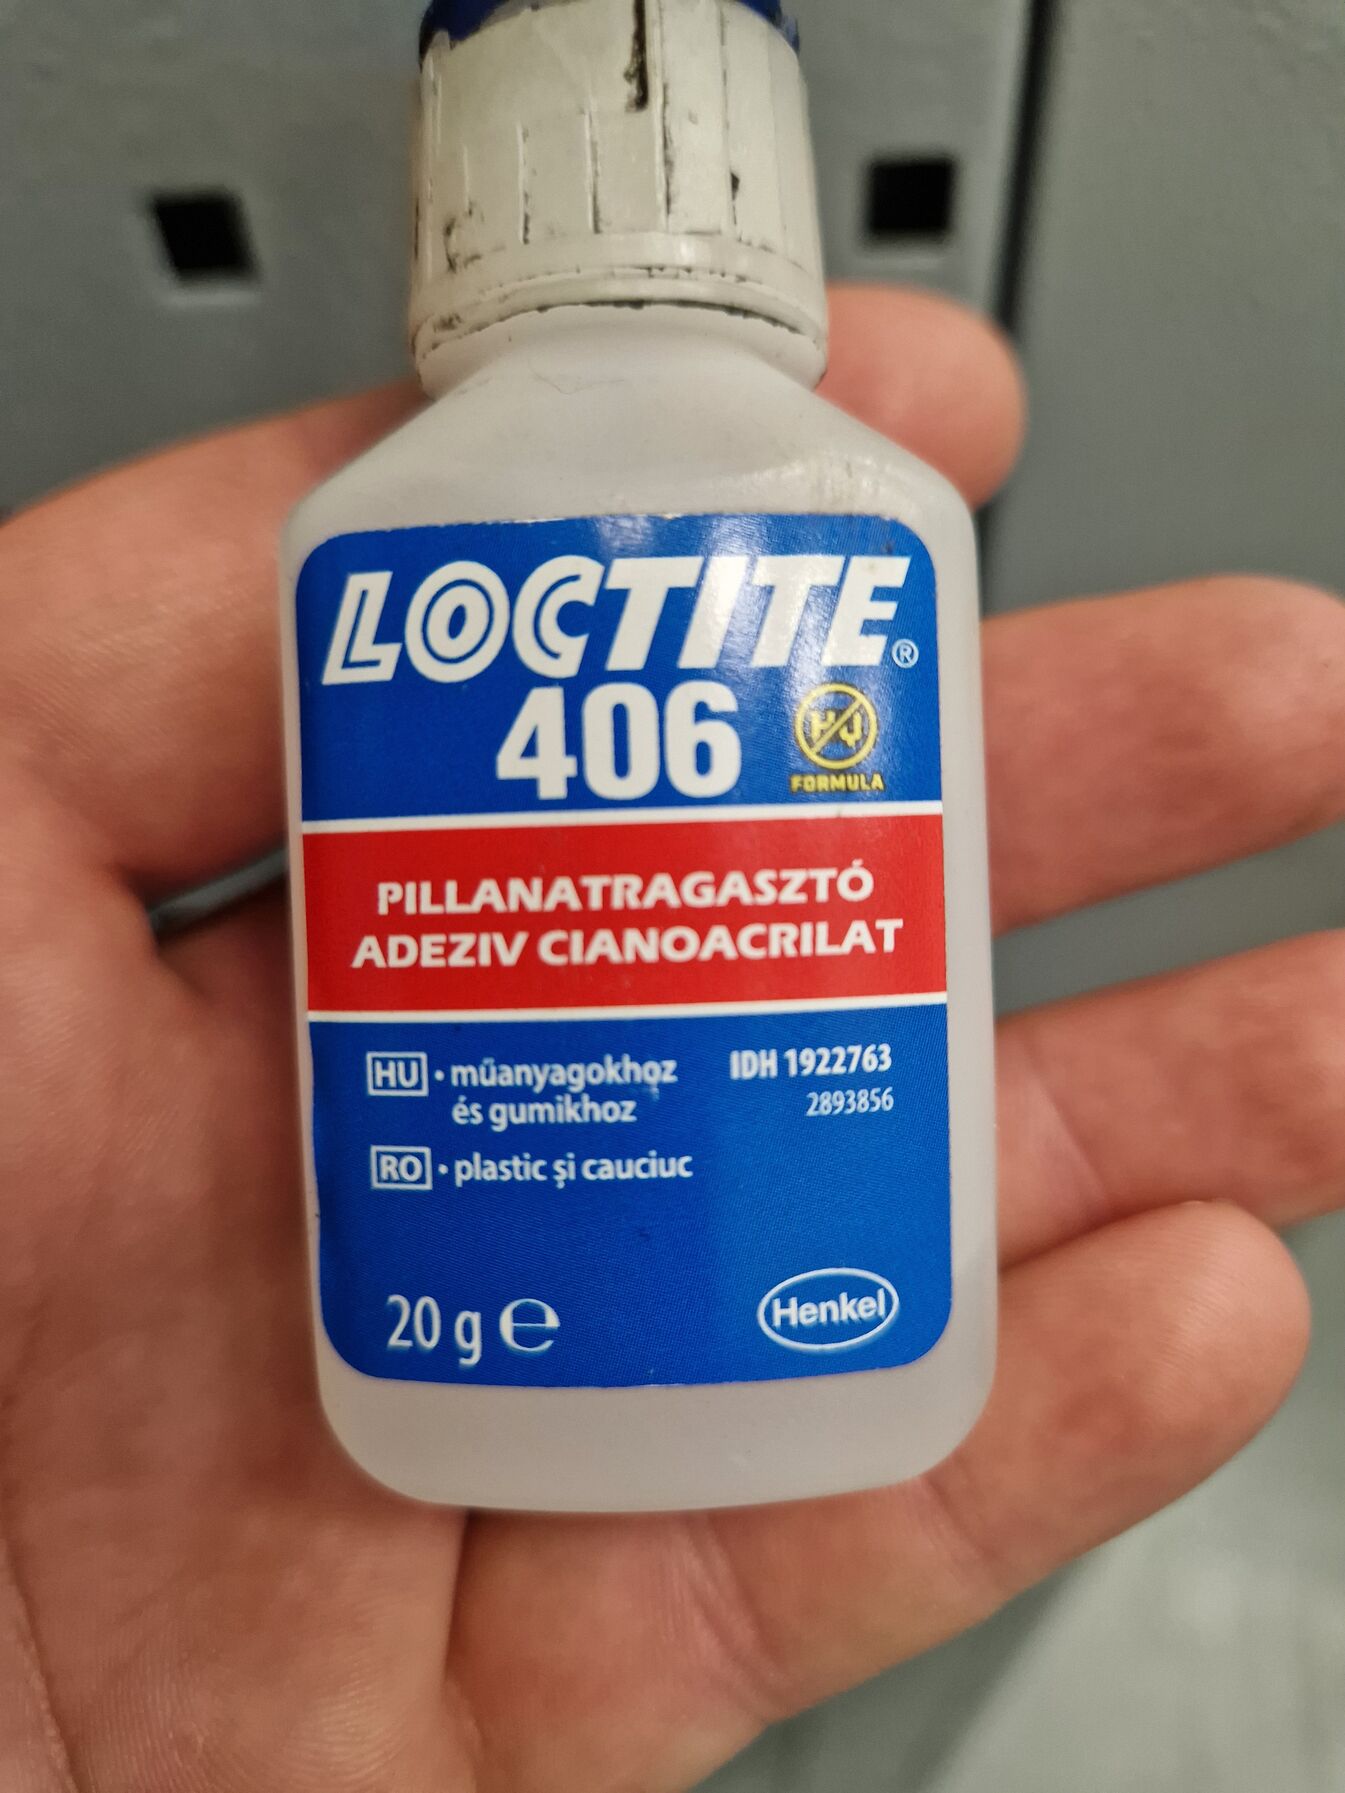 LOCTITE®
406
HQ
FORMULA
PILLANATRAGASZTÓ
ADEZIV CIANOACRILAT
HU • műanyagokhoz
és gumikhoz
IDH 1922763
2893856
RO • plastic și cauciuc
20 g ℮
Henkel